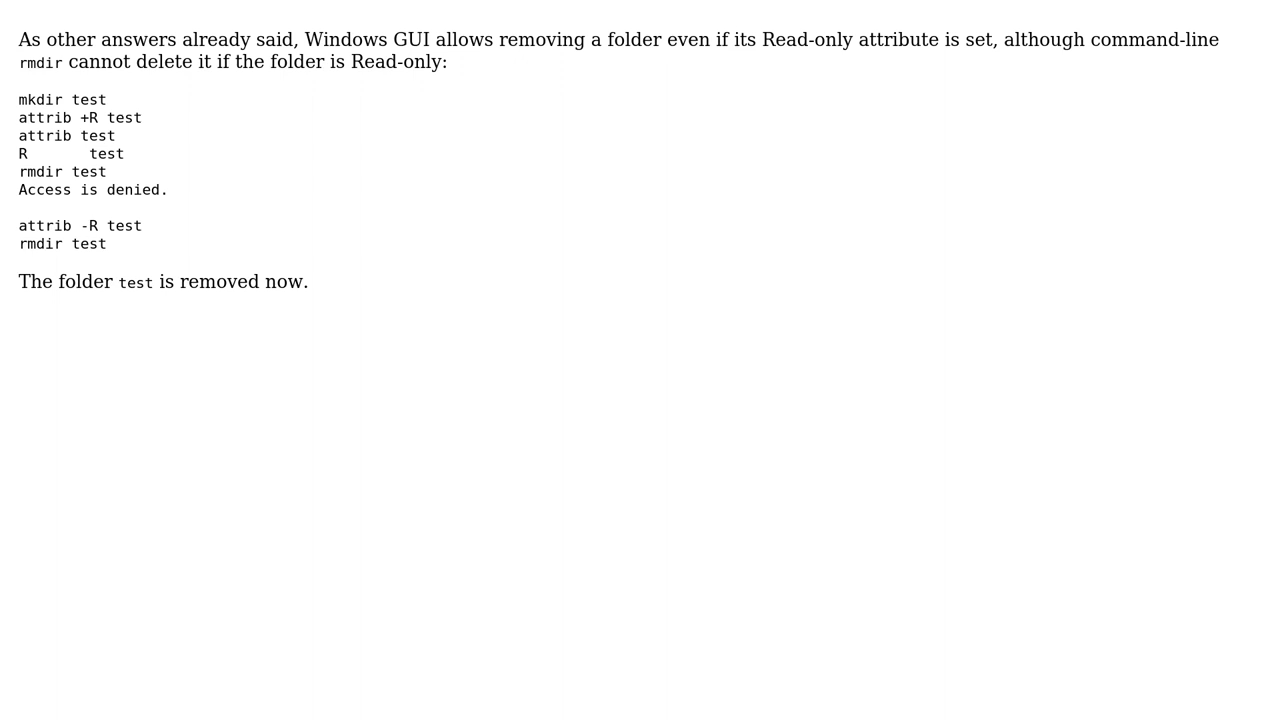 As other answers already said, Windows GUI allows removing a folder even if its Read-only attribute is set, although command-line
rmdir cannot delete it if the folder is Read-only:
mkdir test
attrib +R test
attrib test
R       test
rmdir test
Access is denied.
attrib -R test
rmdir test
The folder test is removed now.